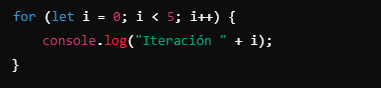 for (let i = 0; i < 5; i++) {
    console.log("Iteración " + i);
}